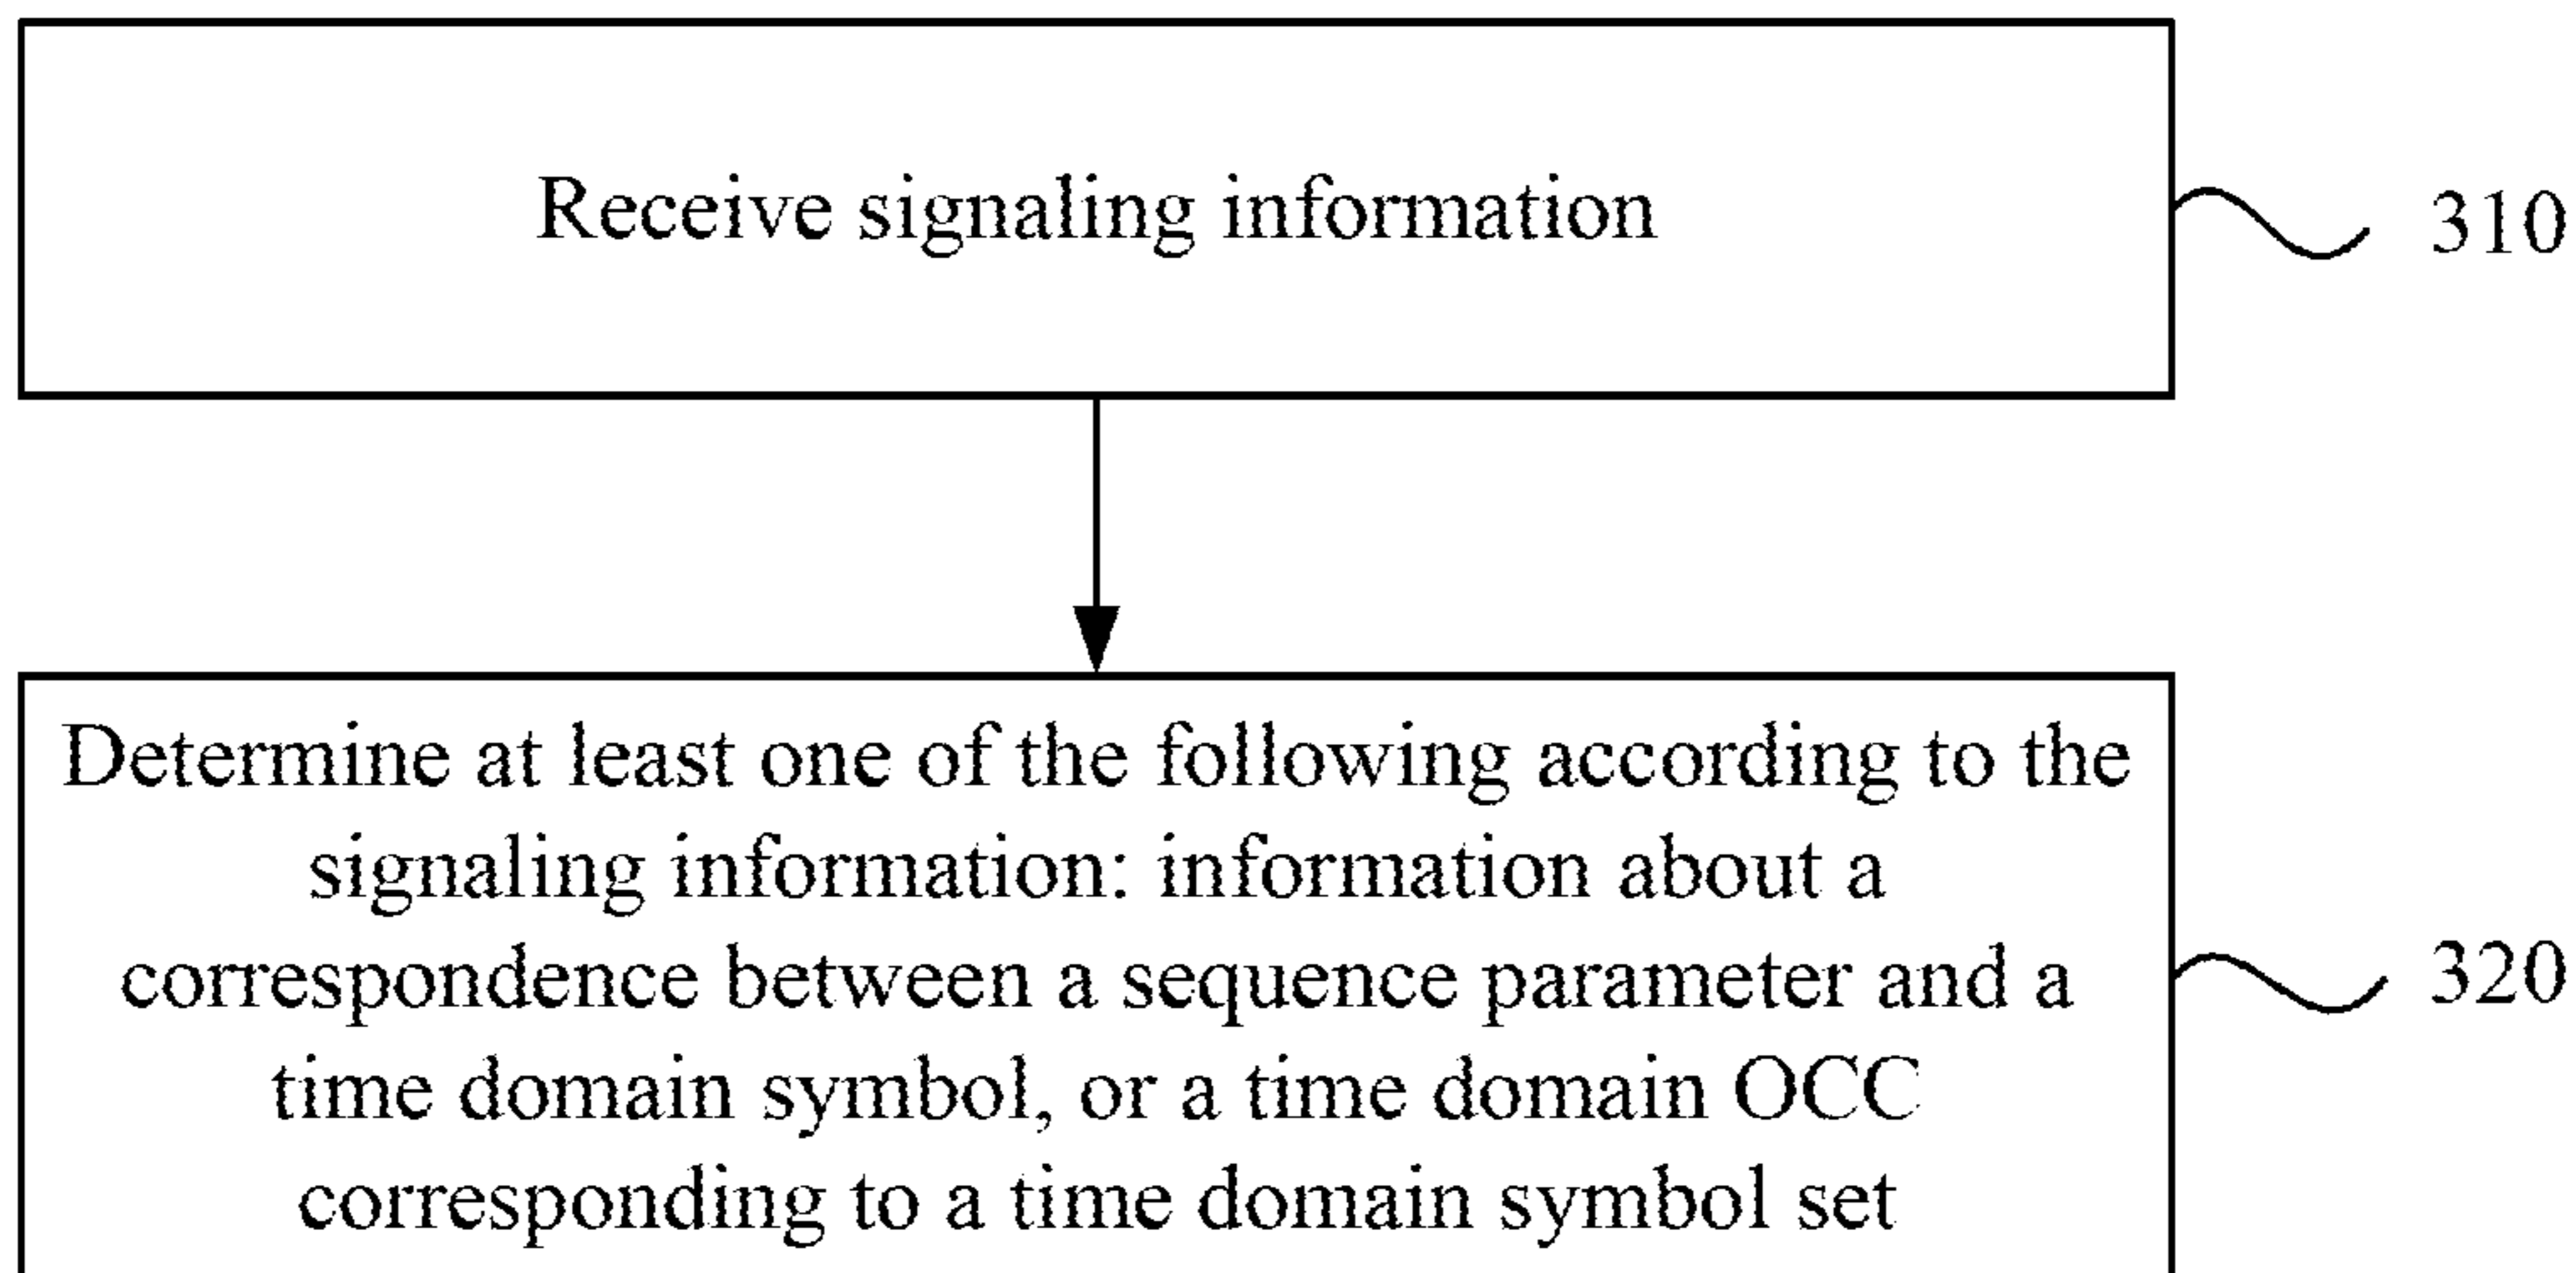 Receive signaling information
310
Determine at least one of the following according to the
signaling information: information about a
correspondence between a sequence parameter and a
time domain symbol, or a time domain OCC
corresponding to a time domain symbol set
320